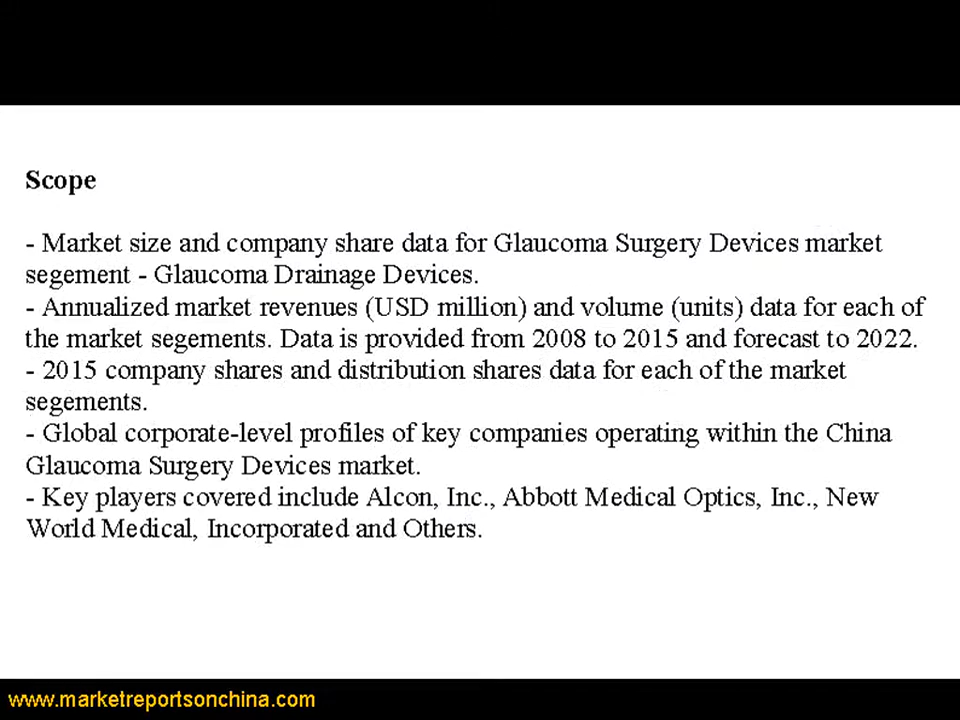 Scope
- Market size and company share data for Glaucoma Surgery Devices market
segement - Glaucoma Drainage Devices.
- Annualized market revenues (USD million) and volume (units) data for each of
the market segements. Data is provided from 2008 to 2015 and forecast to 2022.
- 2015 company shares and distribution shares data for each of the market
segements.
- Global corporate-level profiles of key companies operating within the China
Glaucoma Surgery Devices market.
- Key players covered include Alcon, Inc., Abbott Medical Optics, Inc., New
World Medical, Incorporated and Others.
www.marketreportsonchina.com